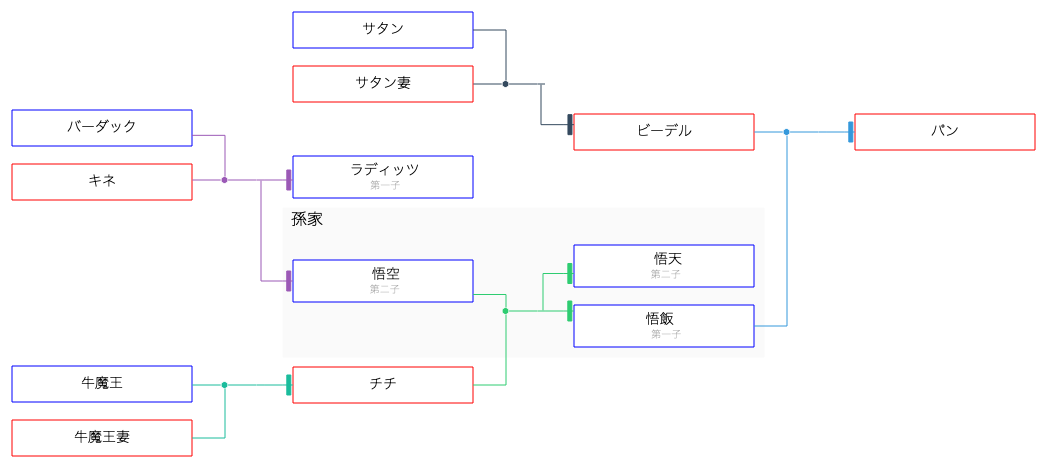 サタン
サタン妻
バーダック
キネ
ビーデル
パン
ラディッツ
第一子
孫家
悟空
第二子
悟天
第二子
悟飯
第一子
牛魔王
チチ
牛魔王妻